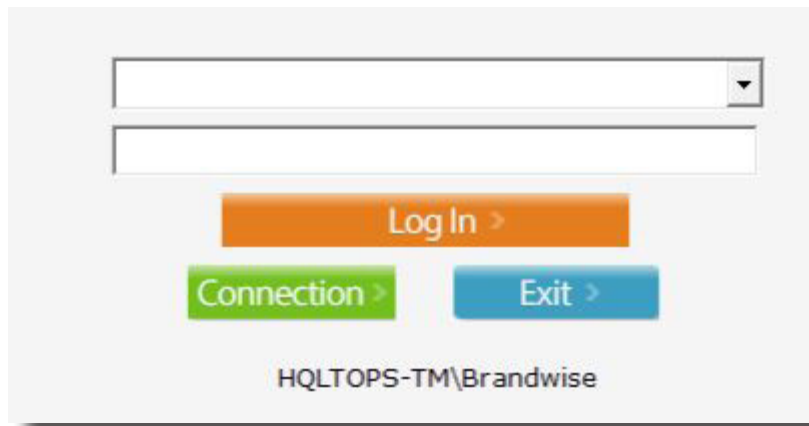 Log In >
Connection >
Exit >
HQLTOPS-TM\Brandwise